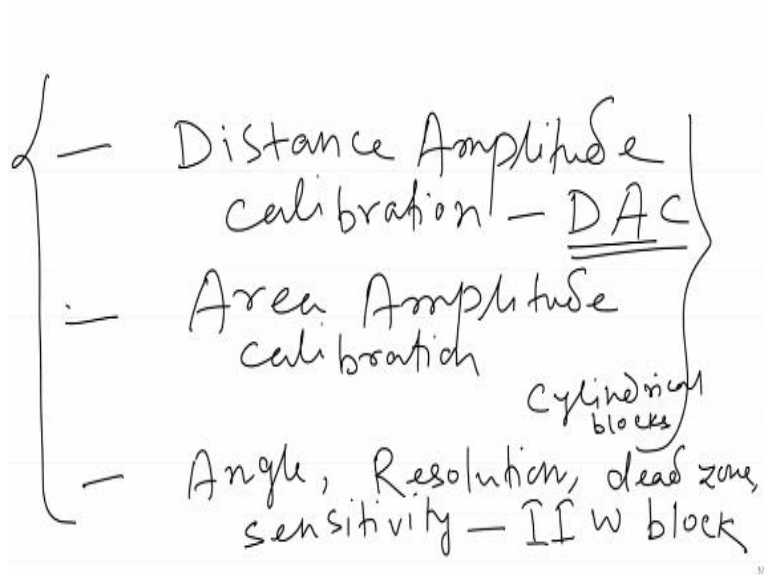 — Distance Amplitude
calibration - DAC
— Area Amplitude
calibration
Cylindrical
blocks
— Angle, Resolution, dead zone,
sensitivity — IIW block